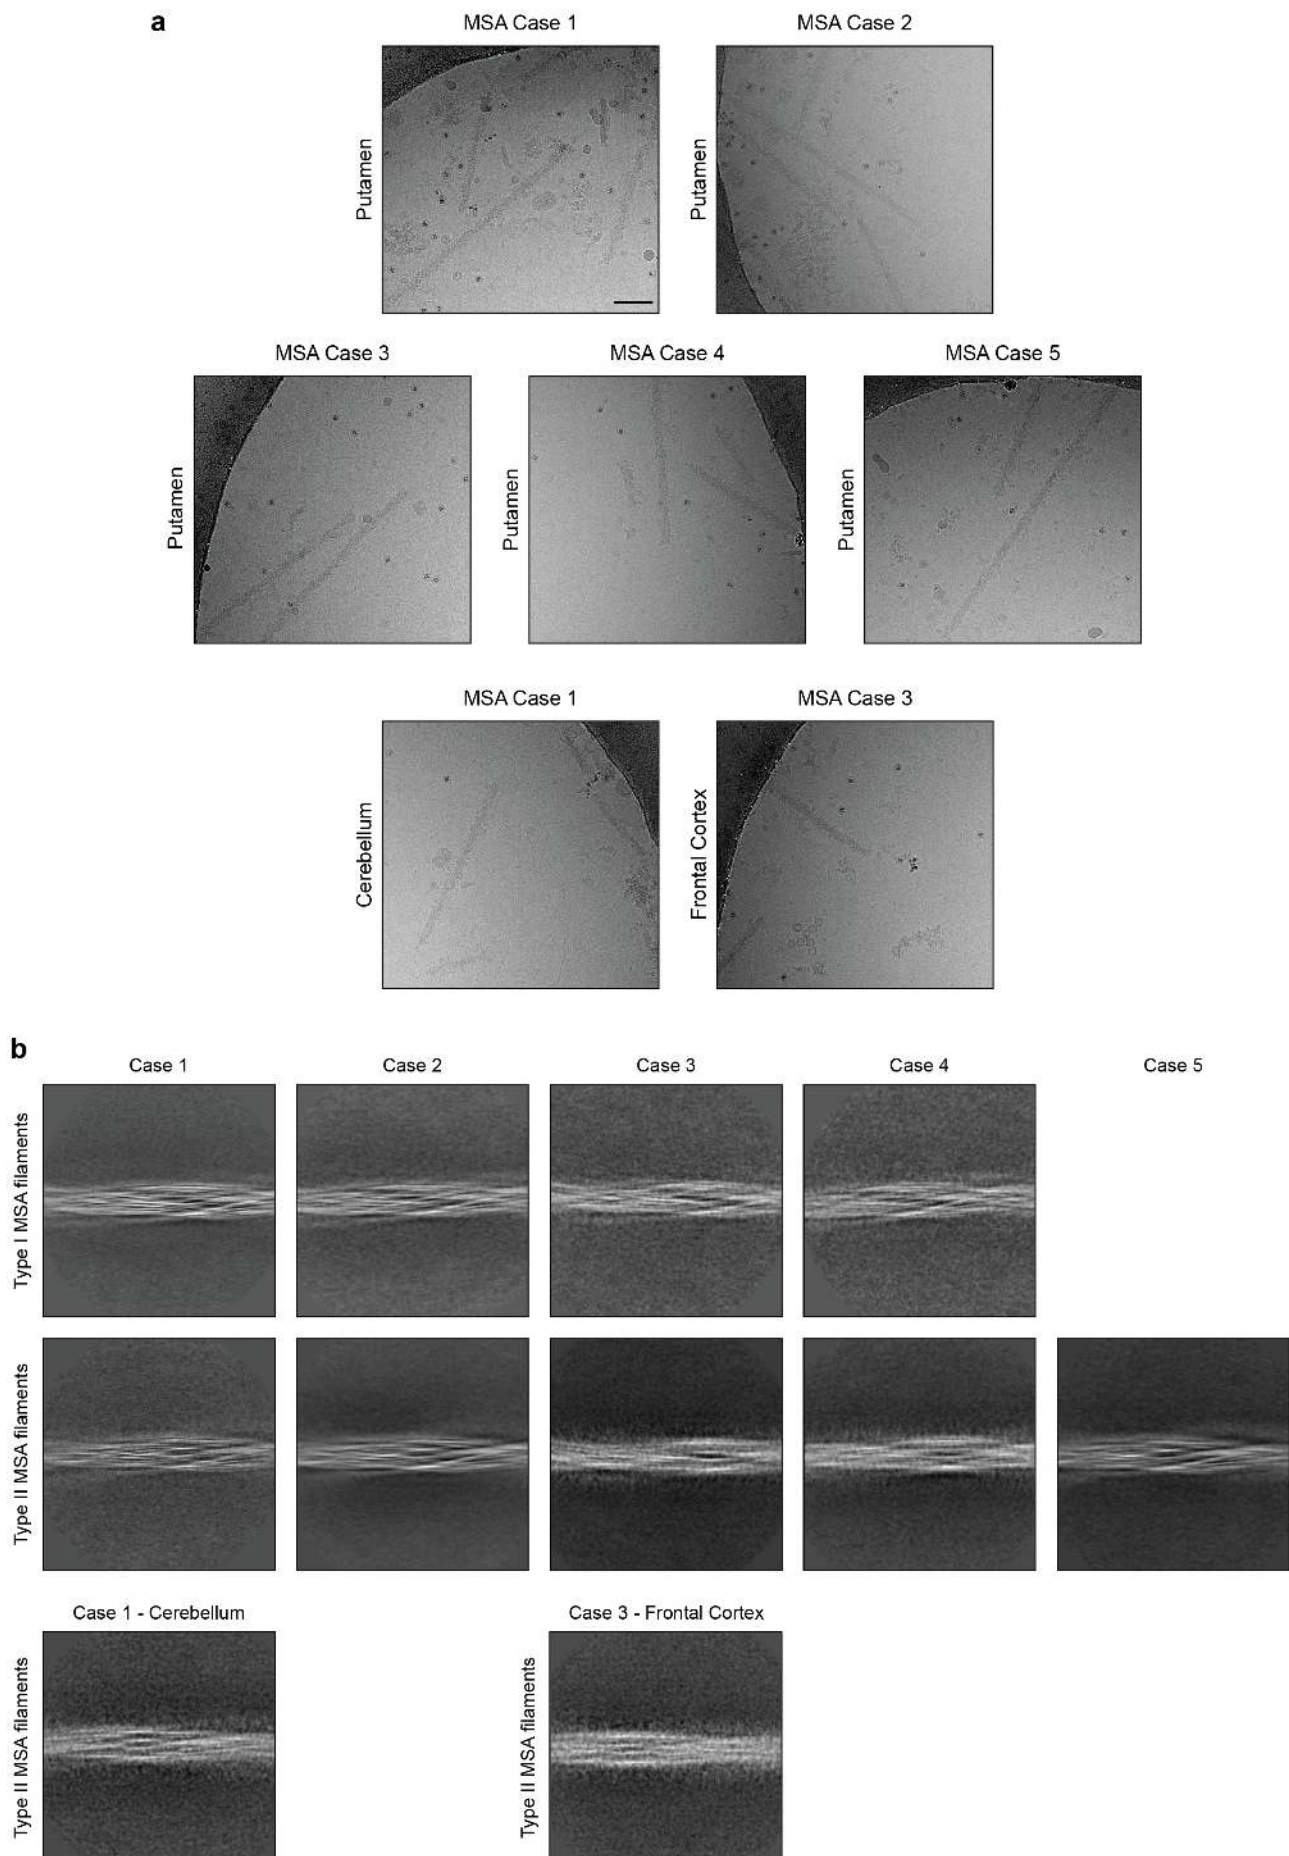 a
MSA Case 1
MSA Case 2
Putamen
Putamen
MSA Case 3
MSA Case 4
MSA Case 5
Putamen
Putamen
Putamen
MSA Case 1
MSA Case 3
Cerebellum
Frontal Cortex
b
Case 1
Case 2
Case 3
Case 4
Case 5
Type I MSA filaments
Type II MSA filaments
Case 1 - Cerebellum
Case 3 - Frontal Cortex
Type II MSA filaments
Type II MSA filaments